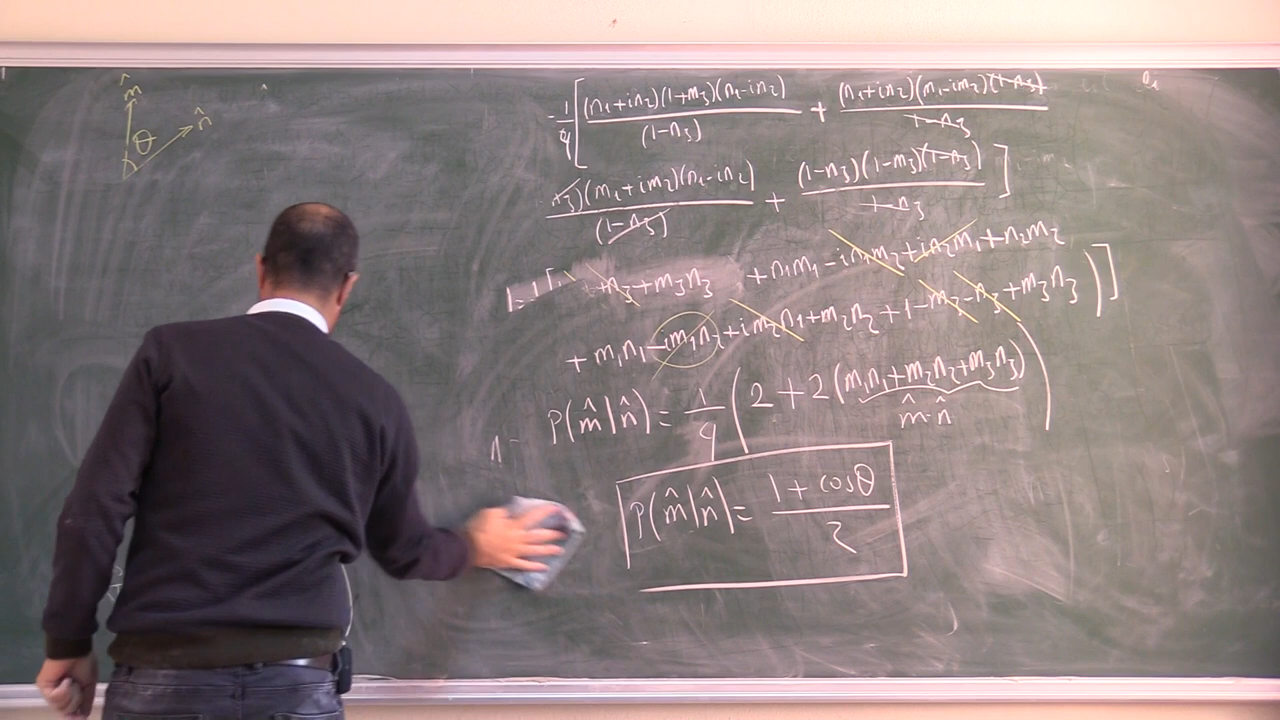 m̂
n̂
θ
1/4 [ (n₁+in₂)(1+m₃)(n₁-in₂)/(1-n₃) + (n₁+in₂)(m₁-im₂)(1-n₃)/1-n₃
n₃)(m₁+im₂)(n₁-in₂)/(1-n₃) + (1-n₃)(1-m₃)(1-n₃)/1-n₃ ]
+n₃+m₃n₃ +n₁m₁-in₁m₂+in₂m₁+n₂m₂
+m₁n₁-im₁n₂+im₂n₁+m₂n₂+1-m₃-n₃+m₃n₃)]
P(m̂|n̂)=1/4(2+2(m₁n₁+m₂n₂+m₃n₃))
m̂·n̂
P(m̂|n̂)= 1+cosθ/2